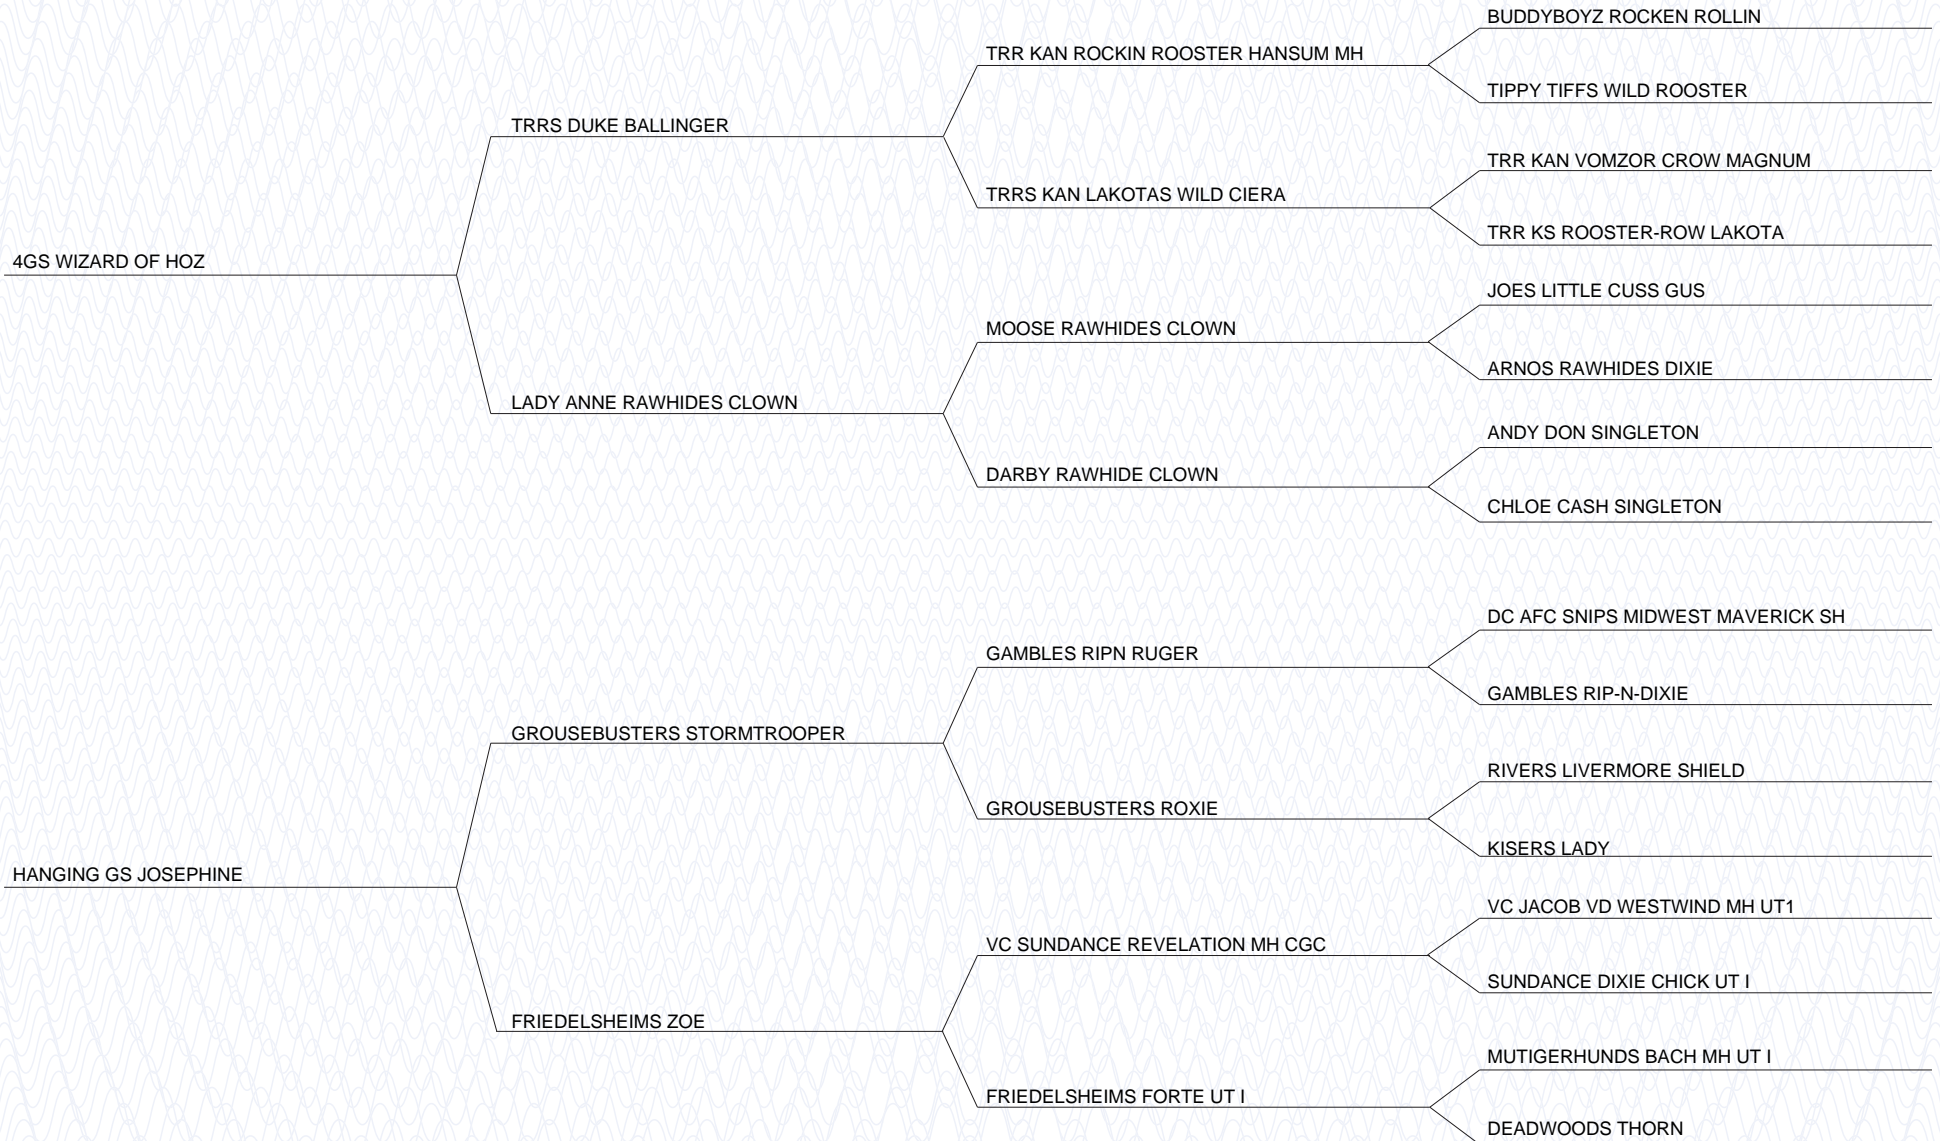 BUDDYBOYZ ROCKEN ROLLIN
TRR KAN ROCKIN ROOSTER HANSUM MH
TIPPY TIFFS WILD ROOSTER
TRRS DUKE BALLINGER
TRR KAN VOMZOR CROW MAGNUM
TRRS KAN LAKOTAS WILD CIERA
TRR KS ROOSTER-ROW LAKOTA
4GS WIZARD OF HOZ
JOES LITTLE CUSS GUS
MOOSE RAWHIDES CLOWN
ARNOS RAWHIDES DIXIE
LADY ANNE RAWHIDES CLOWN
ANDY DON SINGLETON
DARBY RAWHIDE CLOWN
CHLOE CASH SINGLETON
DC AFC SNIPS MIDWEST MAVERICK SH
GAMBLES RIPN RUGER
GAMBLES RIP-N-DIXIE
GROUSEBUSTERS STORMTROOPER
RIVERS LIVERMORE SHIELD
GROUSEBUSTERS ROXIE
KISERS LADY
HANGING GS JOSEPHINE
VC JACOB VD WESTWIND MH UT1
VC SUNDANCE REVELATION MH CGC
SUNDANCE DIXIE CHICK UT I
FRIEDELSHEIMS ZOE
MUTIGERHUNDS BACH MH UT I
FRIEDELSHEIMS FORTE UT I
DEADWOODS THORN